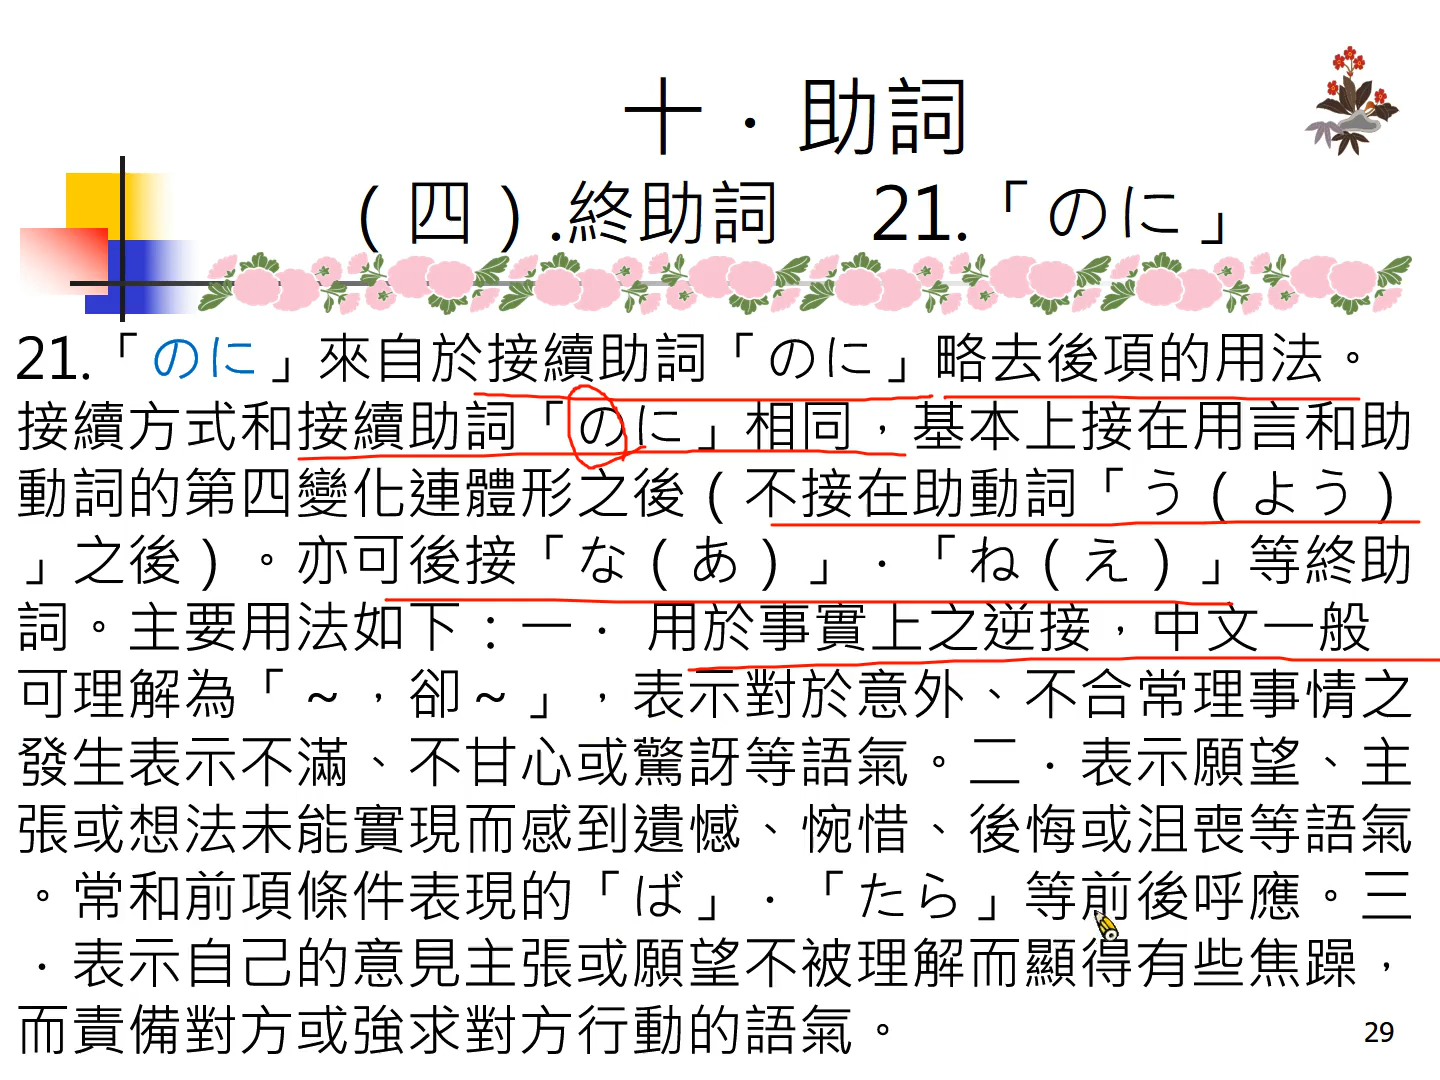 十．助詞
（四）.終助詞　21.「のに」
21.「のに」來自於接續助詞「のに」略去後項的用法。
接續方式和接續助詞「のに」相同，基本上接在用言和助
動詞的第四變化連體形之後（不接在助動詞「う（よう）
」之後）。亦可後接「な（あ）」．「ね（え）」等終助
詞。主要用法如下：一． 用於事實上之逆接，中文一般
可理解為「～，卻～」，表示對於意外、不合常理事情之
發生表示不滿、不甘心或驚訝等語氣。二．表示願望、主
張或想法未能實現而感到遺憾、惋惜、後悔或沮喪等語氣
。常和前項條件表現的「ば」．「たら」等前後呼應。三
．表示自己的意見主張或願望不被理解而顯得有些焦躁，
而責備對方或強求對方行動的語氣。
29